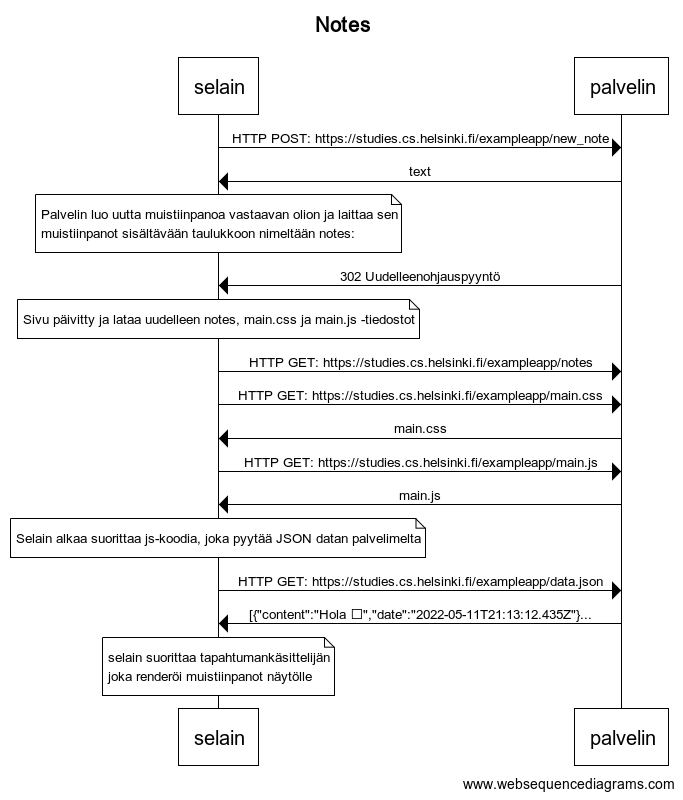 Notes
selain
palvelin
HTTP POST: https://studies.cs.helsinki.fi/exampleapp/new_note
text
Palvelin luo uutta muistiinpanoa vastaavan olion ja laittaa sen
muistiinpanot sisältävään taulukkoon nimeltään notes:
302 Uudelleenohjauspyyntö
Sivu päivitty ja lataa uudelleen notes, main.css ja main.js -tiedostot
HTTP GET: https://studies.cs.helsinki.fi/exampleapp/notes
HTTP GET: https://studies.cs.helsinki.fi/exampleapp/main.css
main.css
HTTP GET: https://studies.cs.helsinki.fi/exampleapp/main.js
main.js
Selain alkaa suorittaa js-koodia, joka pyytää JSON datan palvelimelta
HTTP GET: https://studies.cs.helsinki.fi/exampleapp/data.json
[{"content":"Hola ▯","date":"2022-05-11T21:13:12.435Z"}...
selain suorittaa tapahtumankäsittelijän
joka renderöi muistiinpanot näytölle
selain
palvelin
www.websequencediagrams.com